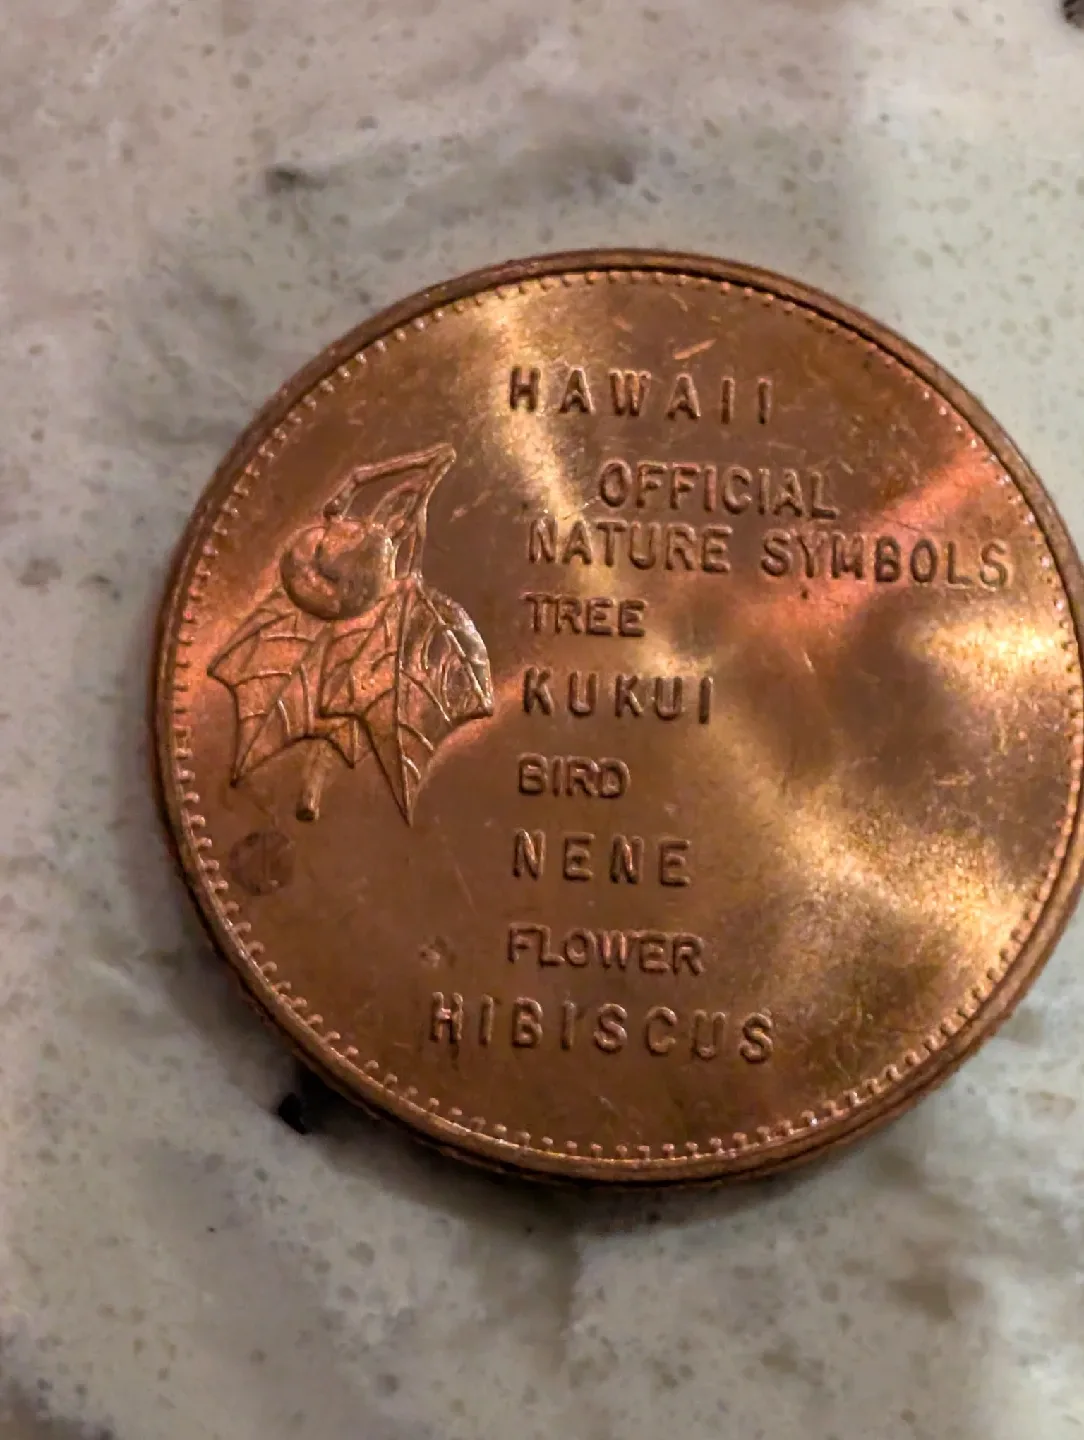 HAWAII
OFFICIAL
NATURE SYMBOLS
TREE
KUKUI
BIRD
NENE
FLOWER
HIBISCUS